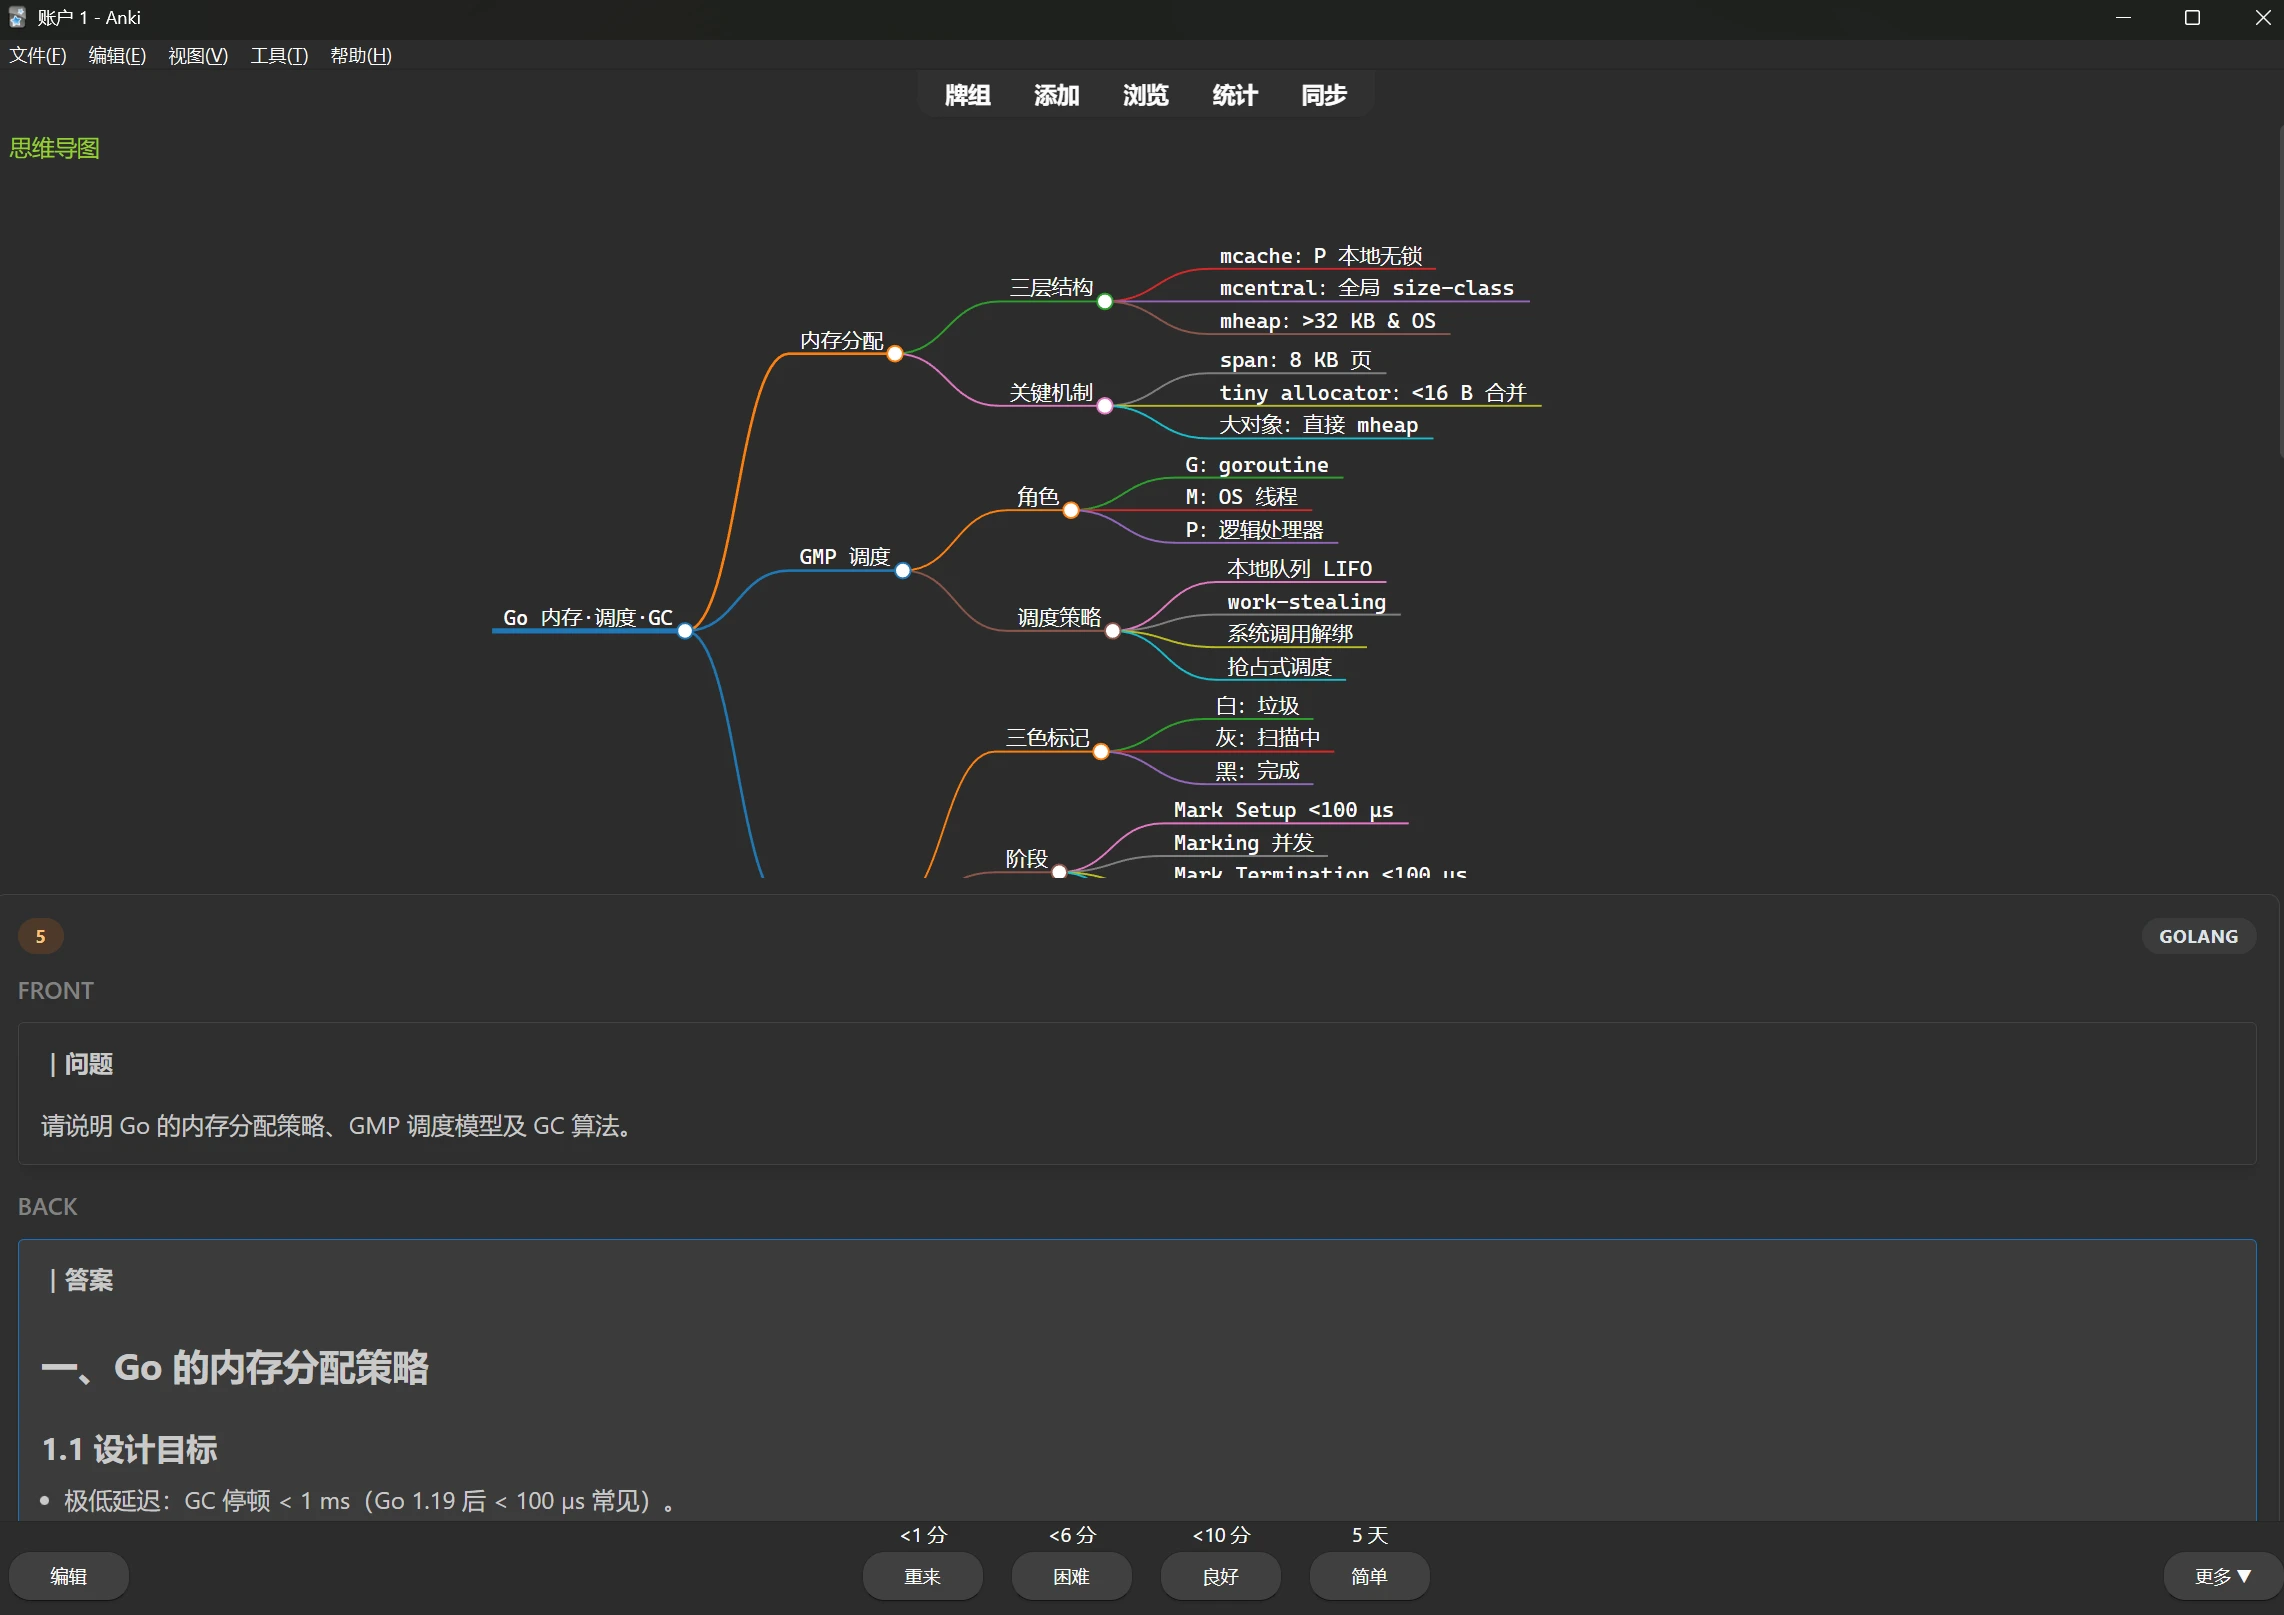 账户 1 - Anki
文件(F) 编辑(E) 视图(V) 工具(T) 帮助(H)
牌组 添加 浏览 统计 同步
思维导图
Go 内存·调度·GC
内存分配
三层结构
mcache: P 本地无锁
mcentral: 全局 size-class
mheap: >32 KB & OS
关键机制
span: 8 KB 页
tiny allocator: <16 B 合并
大对象: 直接 mheap
GMP 调度
角色
G: goroutine
M: OS 线程
P: 逻辑处理器
调度策略
本地队列 LIFO
work-stealing
系统调用解绑
抢占式调度
三色标记
白: 垃圾
灰: 扫描中
黑: 完成
阶段
Mark Setup <100 μs
Marking 并发
Mark Termination <100 μs
5
GOLANG
FRONT
| 问题
请说明 Go 的内存分配策略、GMP 调度模型及 GC 算法。
BACK
| 答案
一、Go 的内存分配策略
1.1 设计目标
• 极低延迟：GC 停顿 < 1 ms（Go 1.19 后 < 100 μs 常见）。
<1 分 <6 分 <10 分 5 天
编辑 重来 困难 良好 简单 更多 ▼